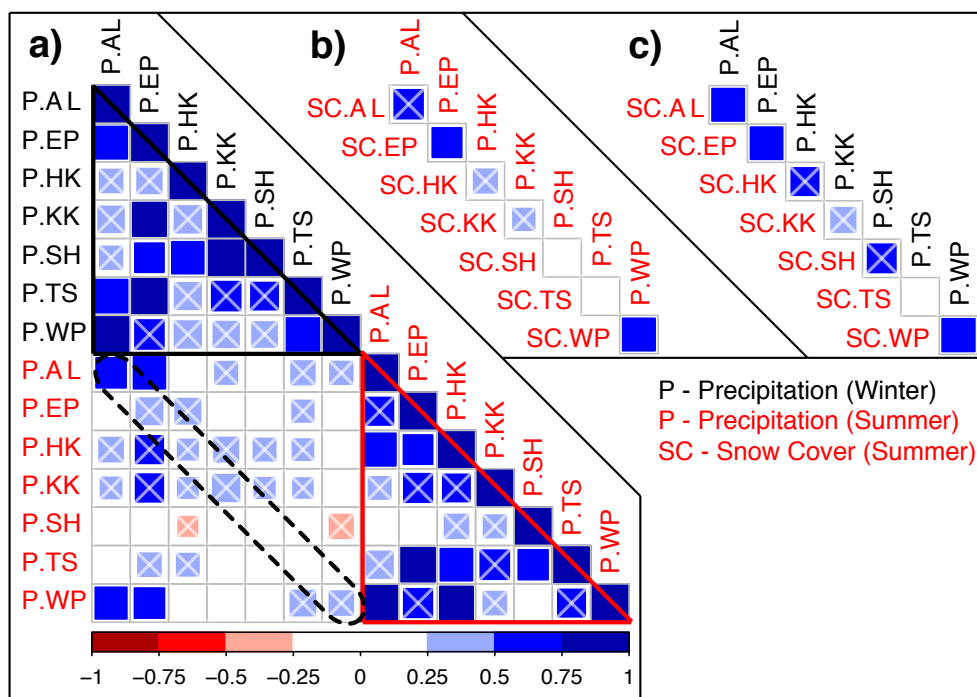 a)
P.AL
P.EP
P.HK
P.KK
P.SH
P.TS
P.WP
P.AL
P.EP
P.HK
P.KK
P.SH
P.TS
P.WP
P.AL
P.EP
P.HK
P.KK
P.SH
P.TS
P.WP
P.AL
P.EP
P.HK
P.KK
P.SH
P.TS
P.WP
-1 -0.75 -0.5 -0.25 0 0.25 0.5 0.75 1
b)
P.AL
P.EP
P.HK
P.KK
P.SH
P.TS
P.WP
SC.AL
SC.EP
SC.HK
SC.KK
SC.SH
SC.TS
SC.WP
c)
P.AL
P.EP
P.HK
P.KK
P.SH
P.TS
P.WP
SC.AL
SC.EP
SC.HK
SC.KK
SC.SH
SC.TS
SC.WP
P - Precipitation (Winter)
P - Precipitation (Summer)
SC - Snow Cover (Summer)